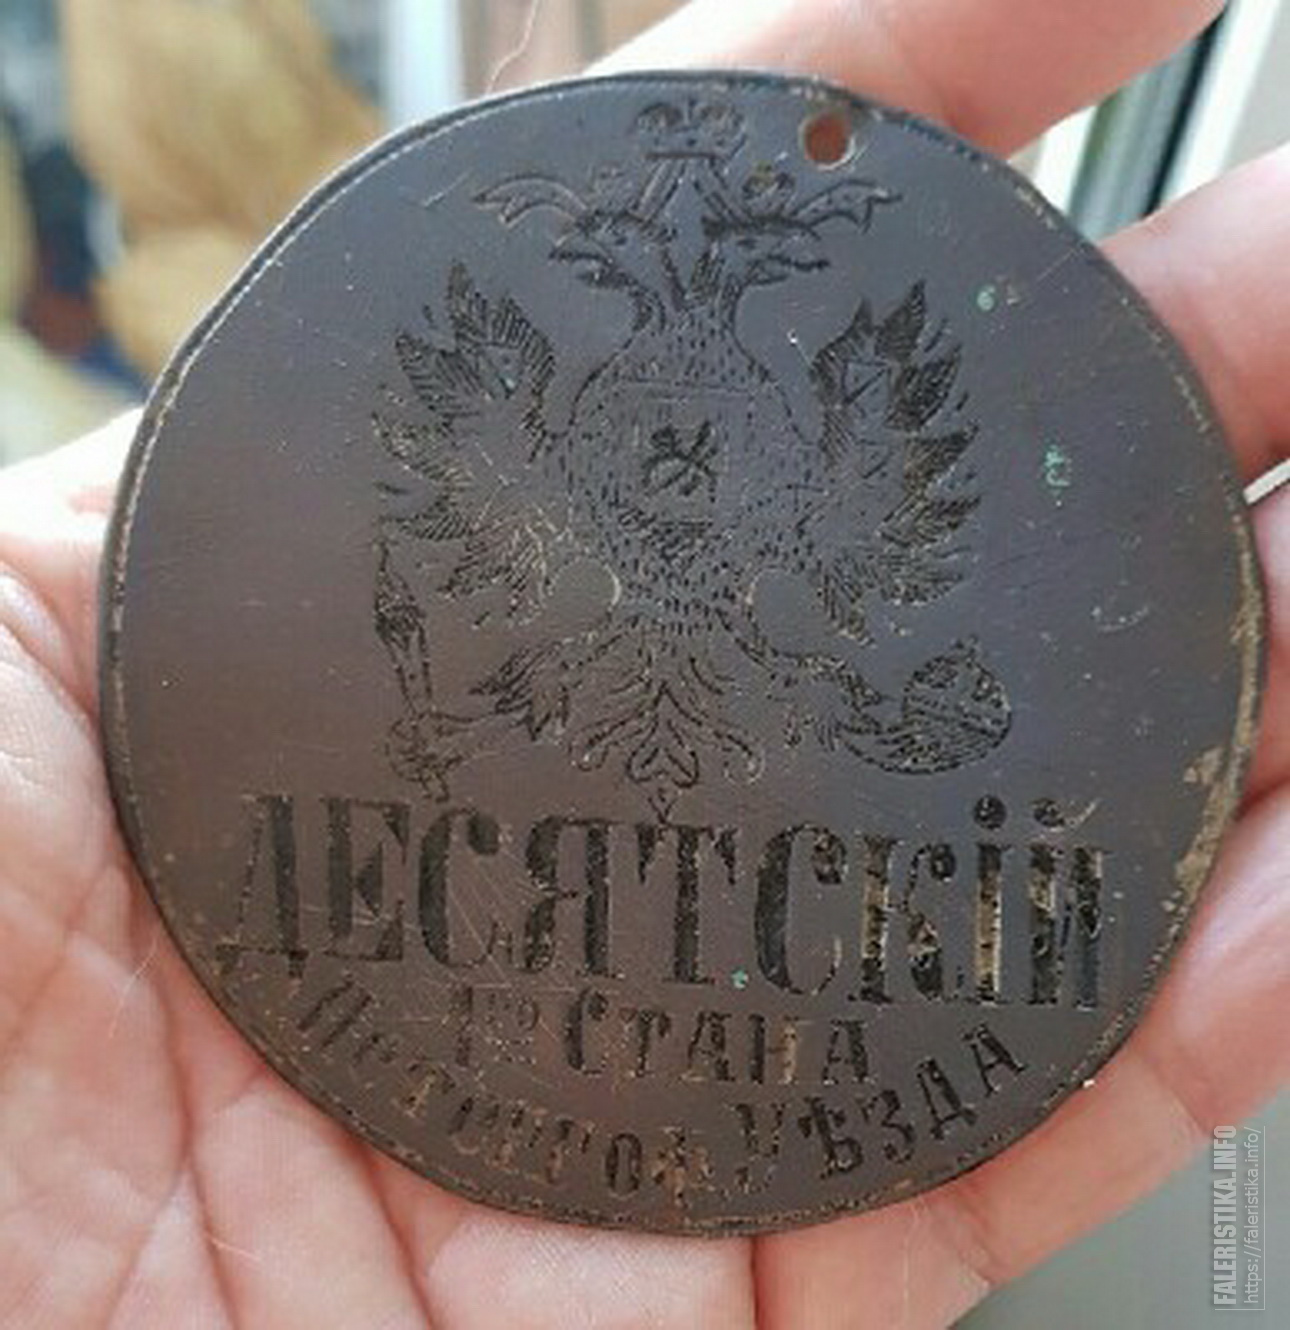 ДЕСЯТСКІЙ
1го СТАНА
УѢЗДА
FALERISTIKA.INFO
https://faleristika.info/